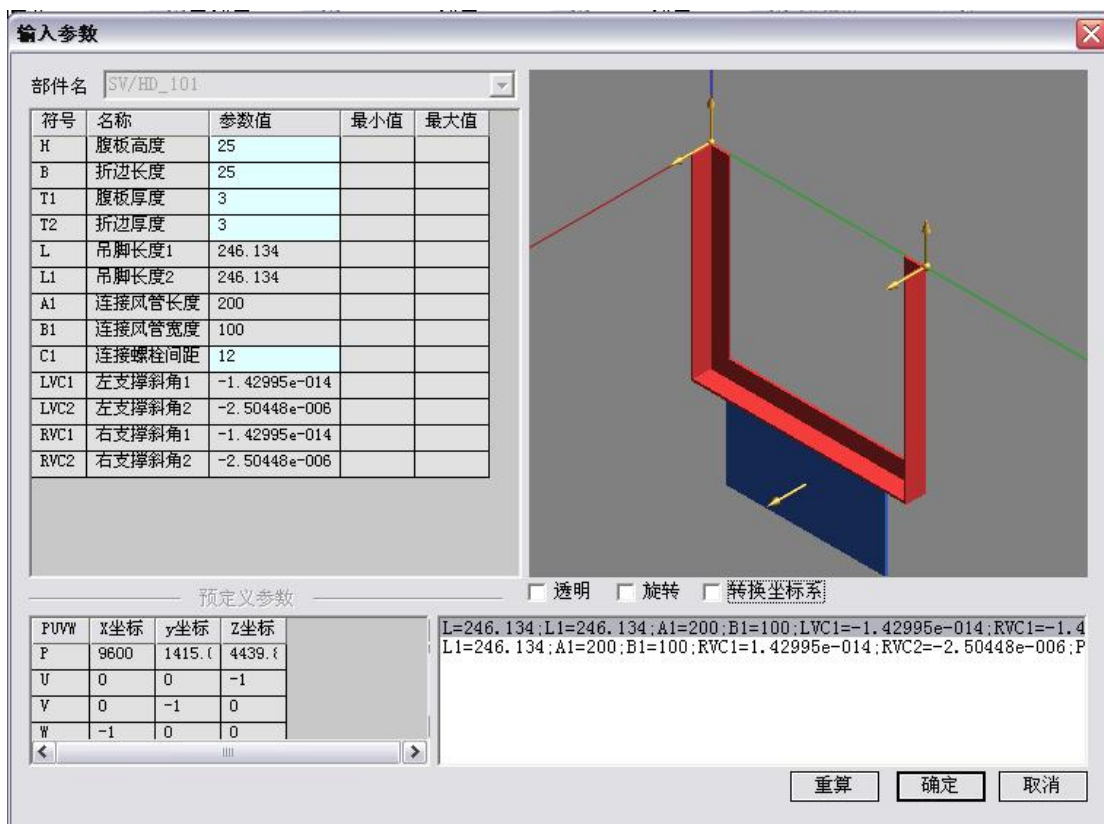 输入参数
部件名 SV/HD_101
符号 名称 参数值 最小值 最大值
H 腹板高度 25
B 折边长度 25
T1 腹板厚度 3
T2 折边厚度 3
L 吊脚长度1 246.134
L1 吊脚长度2 246.134
A1 连接风管长度 200
B1 连接风管宽度 100
C1 连接螺栓间距 12
LVC1 左支撑斜角1 -1.42995e-014
LVC2 左支撑斜角2 -2.50448e-006
RVC1 右支撑斜角1 -1.42995e-014
RVC2 右支撑斜角2 -2.50448e-006
透明 旋转 转换坐标系
预定义参数
PUVW X坐标 y坐标 Z坐标
P 9600 1415.( 4439.8
U 0 0 -1
V 0 -1 0
W -1 0 0
L=246.134;L1=246.134;A1=200;B1=100;LVC1=-1.42995e-014;RVC1=-1.4
L1=246.134;A1=200;B1=100;RVC1=1.42995e-014;RVC2=-2.50448e-006;P
重算 确定 取消